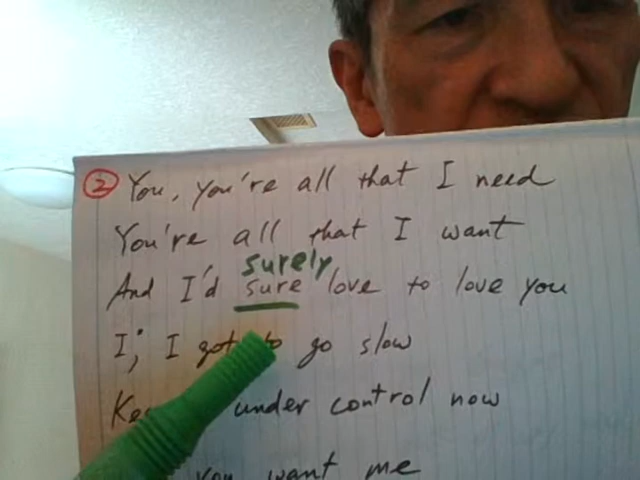 ② You, you're all that I need
You're all that I want
surely
And I'd sure love to love you
I, I got to go slow
under control now
you want me